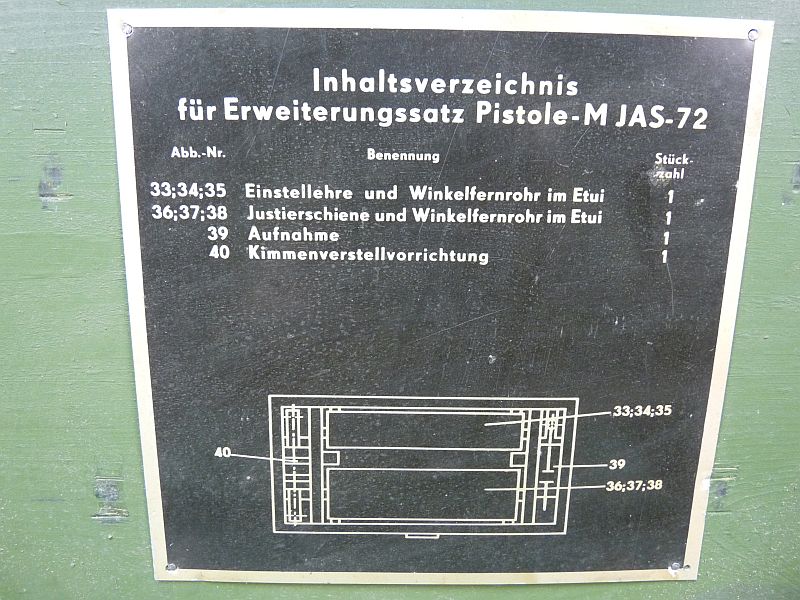 Inhaltsverzeichnis
für Erweiterungssatz Pistole-M JAS-72
Abb.-Nr. Benennung Stück-
zahl
33;34;35 Einstellehre und Winkelfernrohr im Etui 1
36;37;38 Justierschiene und Winkelfernrohr im Etui 1
39 Aufnahme 1
40 Kimmenverstellvorrichtung 1
33;34;35
40
39
36;37;38